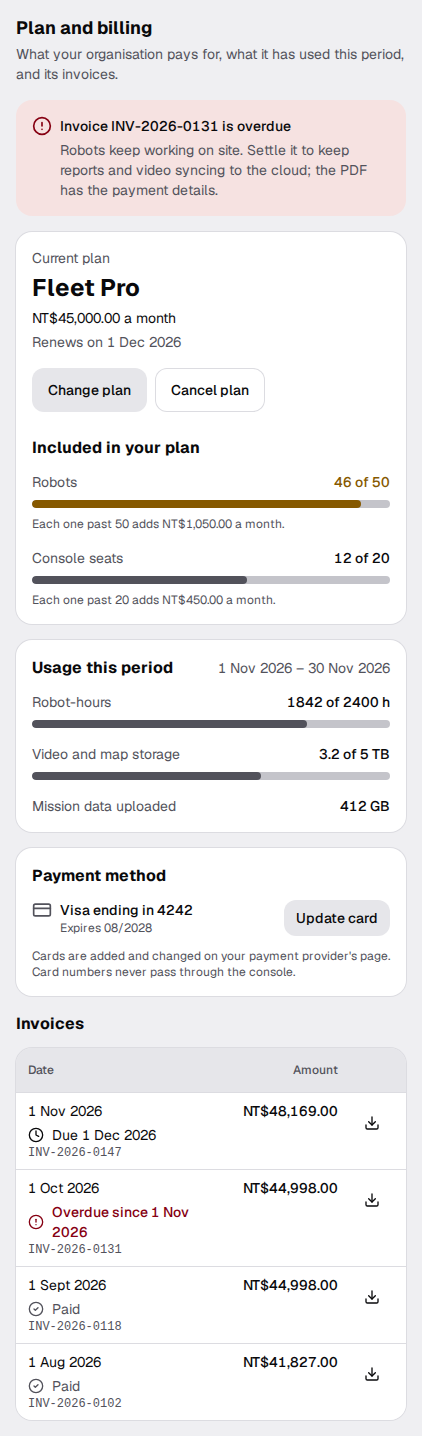 Plan and billing
What your organisation pays for, what it has used this period,
and its invoices.
Invoice INV-2026-0131 is overdue
Robots keep working on site. Settle it to keep
reports and video syncing to the cloud; the PDF
has the payment details.
Current plan
Fleet Pro
NT$45,000.00 a month
Renews on 1 Dec 2026
Change plan
Cancel plan
Included in your plan
Robots
46 of 50
Each one past 50 adds NT$1,050.00 a month.
Console seats
12 of 20
Each one past 20 adds NT$450.00 a month.
Usage this period
1 Nov 2026 – 30 Nov 2026
Robot-hours
1842 of 2400 h
Video and map storage
3.2 of 5 TB
Mission data uploaded
412 GB
Payment method
Visa ending in 4242
Expires 08/2028
Update card
Cards are added and changed on your payment provider's page.
Card numbers never pass through the console.
Invoices
Date
Amount
1 Nov 2026
NT$48,169.00
Due 1 Dec 2026
INV-2026-0147
1 Oct 2026
NT$44,998.00
Overdue since 1 Nov
2026
INV-2026-0131
1 Sept 2026
NT$44,998.00
Paid
INV-2026-0118
1 Aug 2026
NT$41,827.00
Paid
INV-2026-0102